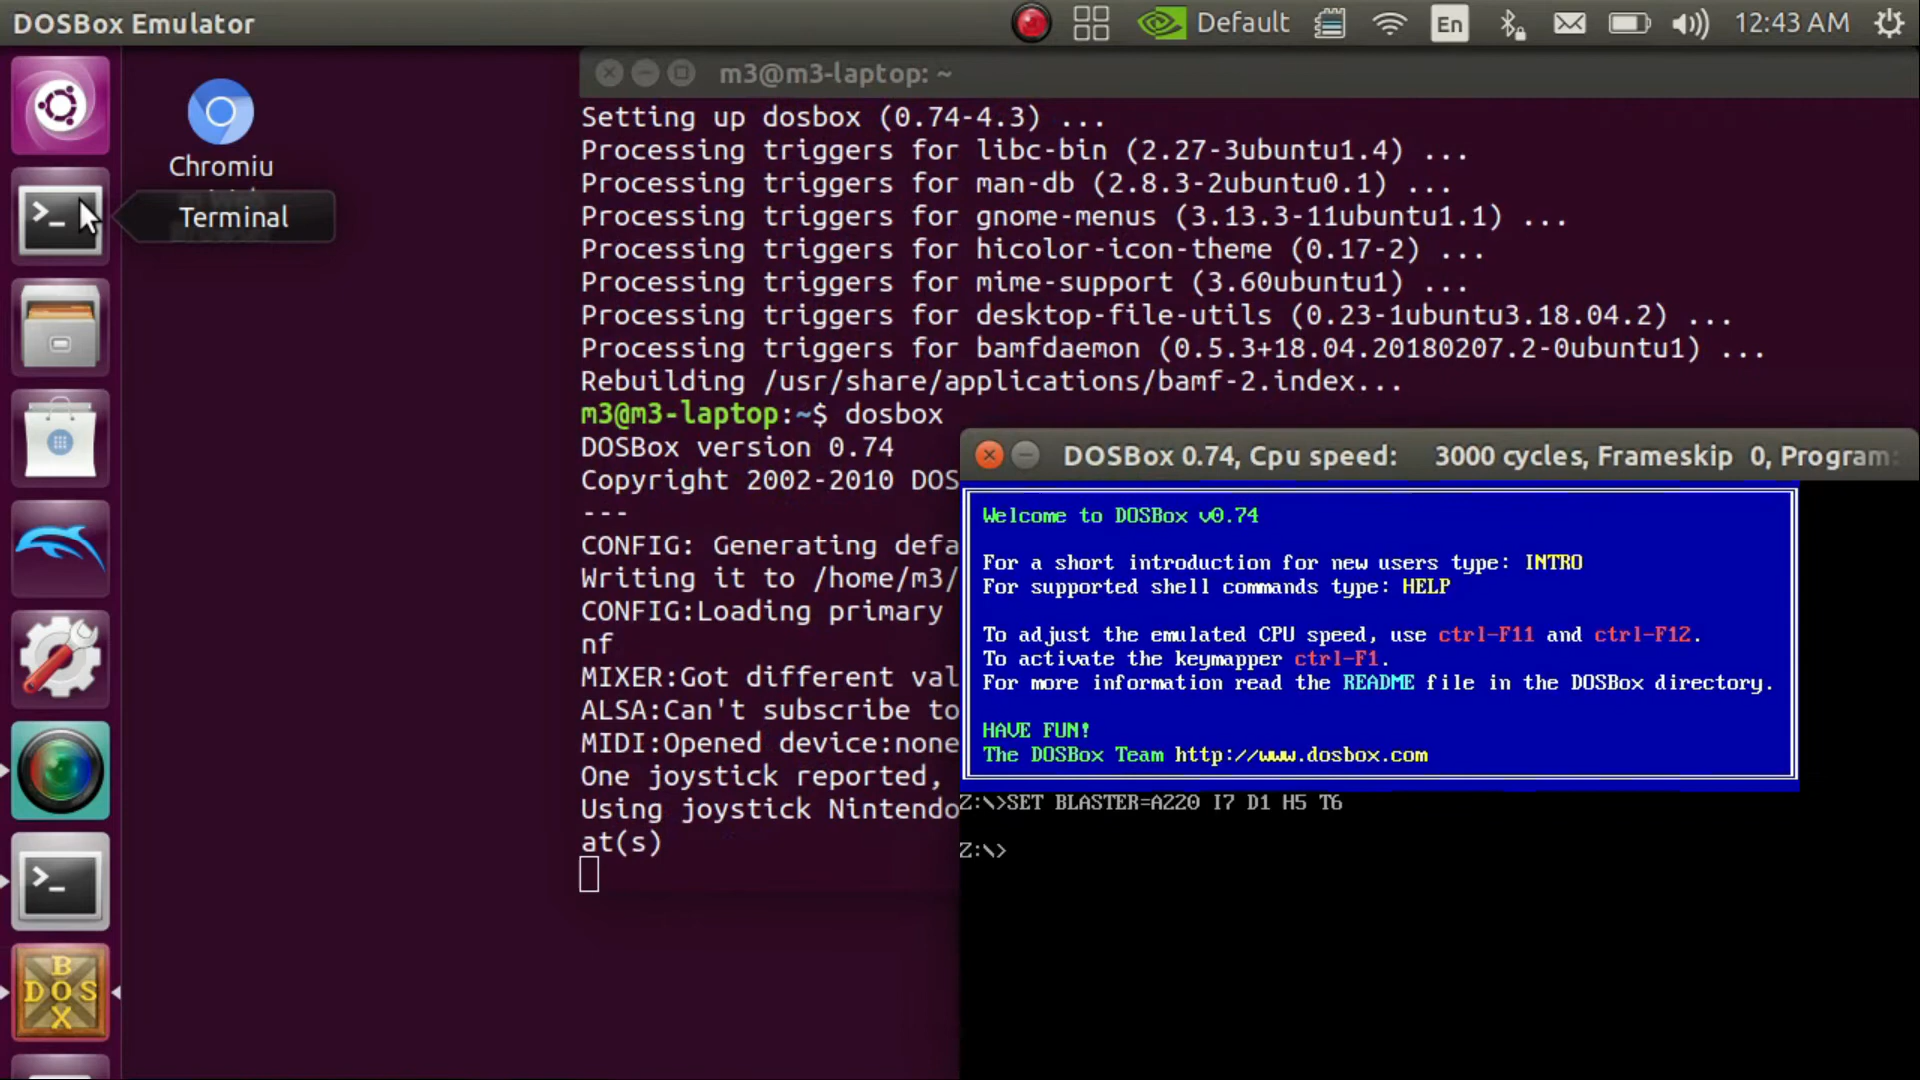 DOSBox Emulator
Default
En
12:43 AM
Chromiu
Terminal
m3@m3-laptop: ~
Setting up dosbox (0.74-4.3) ...
Processing triggers for libc-bin (2.27-3ubuntu1.4) ...
Processing triggers for man-db (2.8.3-2ubuntu0.1) ...
Processing triggers for gnome-menus (3.13.3-11ubuntu1.1) ...
Processing triggers for hicolor-icon-theme (0.17-2) ...
Processing triggers for mime-support (3.60ubuntu1) ...
Processing triggers for desktop-file-utils (0.23-1ubuntu3.18.04.2) ...
Processing triggers for bamfdaemon (0.5.3+18.04.20180207.2-0ubuntu1) ...
Rebuilding /usr/share/applications/bamf-2.index...
m3@m3-laptop:~$ dosbox
DOSBox version 0.74
Copyright 2002-2010 DOS
---
CONFIG: Generating defa
Writing it to /home/m3/
CONFIG:Loading primary
nf
MIXER:Got different val
ALSA:Can't subscribe to
MIDI:Opened device:none
One joystick reported,
Using joystick Nintendo
at(s)
DOSBox 0.74, Cpu speed: 3000 cycles, Frameskip 0, Program:
Welcome to DOSBox v0.74
For a short introduction for new users type: INTRO
For supported shell commands type: HELP
To adjust the emulated CPU speed, use ctrl-F11 and ctrl-F12.
To activate the keymapper ctrl-F1.
For more information read the README file in the DOSBox directory.
HAVE FUN!
The DOSBox Team http://www.dosbox.com
Z:\>SET BLASTER=A220 I7 D1 H5 T6
Z:\>
>_
>_
BOX
DOS